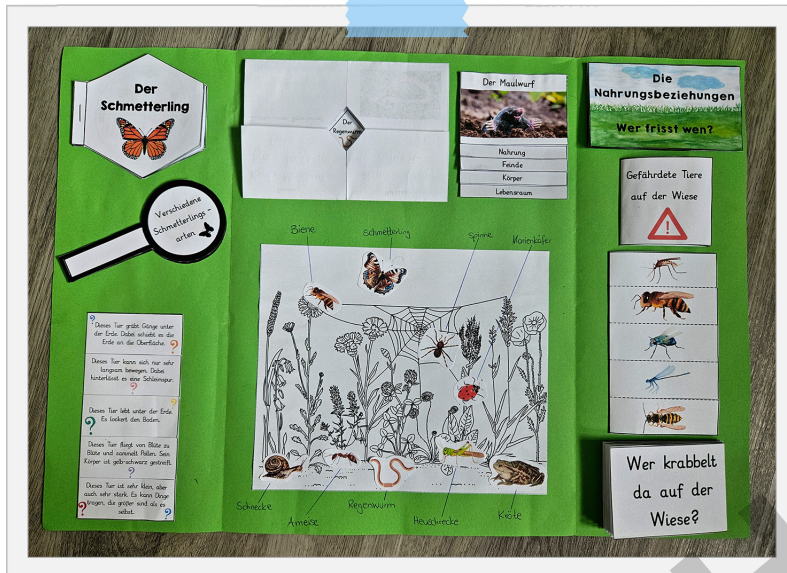 Der
Schmetterling
Verschiedene
Schmetterlings-
arten
Dieses Tier gräbt Gänge unter
der Erde. Dabei schiebt es die
Erde an die Oberfläche.
Dieses Tier kann sich nur sehr
langsam bewegen. Dabei
hinterlässt es eine Schleimspur.
Dieses Tier lebt unter der Erde.
Es lockert den Boden.
Dieses Tier fliegt von Blüte zu
Blüte und sammelt Pollen. Sein
Körper ist gelb-schwarz gestreift.
Dieses Tier ist sehr klein, aber
auch sehr stark. Es kann Dinge
tragen, die größer sind als es
selbst.
Der
Regenwurm
Der Maulwurf
Nahrung
Feinde
Körper
Lebensraum
Biene
Schmetterling
Spinne
Marienkäfer
Schnecke
Ameise
Regenwurm
Heuschrecke
Kröte
Die
Nahrungsbeziehungen
Wer frisst wen?
Gefährdete Tiere
auf der Wiese
Wer krabbelt
da auf der
Wiese?